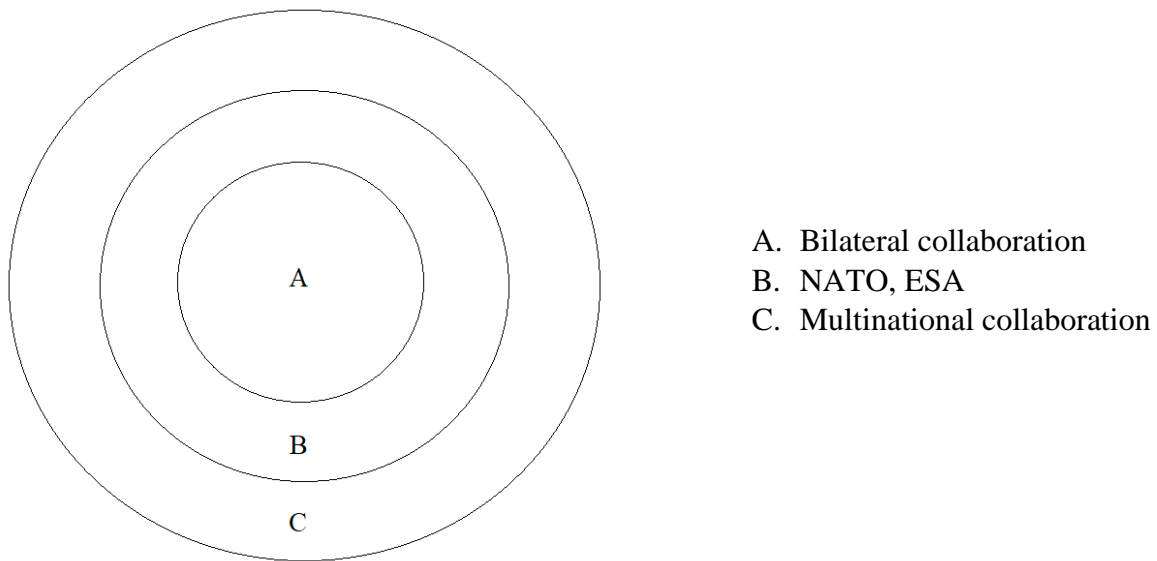 A
B
C
A. Bilateral collaboration
B. NATO, ESA
C. Multinational collaboration